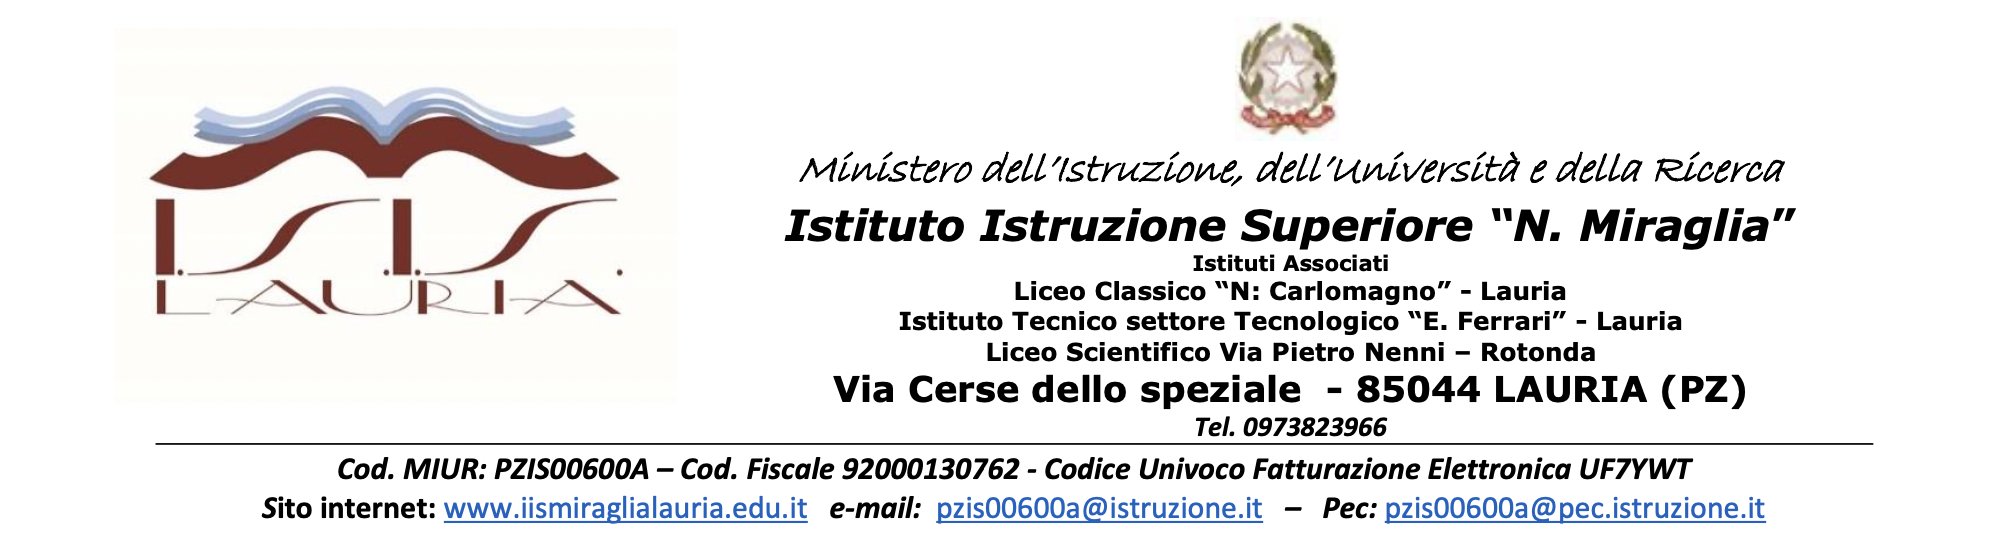 I.S.I.S.
LAURIA
Ministero dell’Istruzione, dell’Università e della Ricerca
Istituto Istruzione Superiore “N. Miraglia”
Istituti Associati
Liceo Classico “N: Carlomagno” - Lauria
Istituto Tecnico settore Tecnologico “E. Ferrari” - Lauria
Liceo Scientifico Via Pietro Nenni – Rotonda
Via Cerse dello speziale - 85044 LAURIA (PZ)
Tel. 0973823966
Cod. MIUR: PZIS00600A – Cod. Fiscale 92000130762 - Codice Univoco Fatturazione Elettronica UF7YWT
Sito internet: www.iismiraglialauria.edu.it e-mail: pzis00600a@istruzione.it – Pec: pzis00600a@pec.istruzione.it